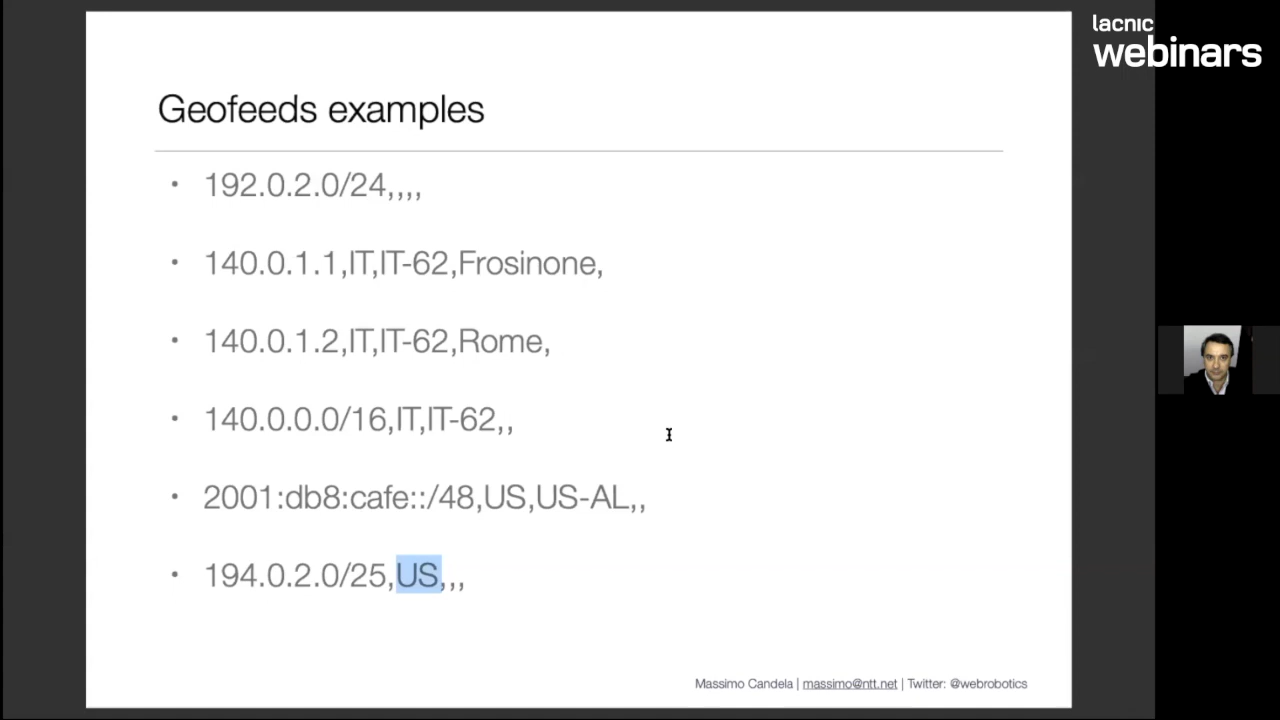 lacnic
webinars
Geofeeds examples
• 192.0.2.0/24,,,,
• 140.0.1.1,IT,IT-62,Frosinone,
• 140.0.1.2,IT,IT-62,Rome,
• 140.0.0.0/16,IT,IT-62,,
• 2001:db8:cafe::/48,US,US-AL,,
• 194.0.2.0/25,US,,,
Massimo Candela | massimo@ntt.net | Twitter: @webrobotics